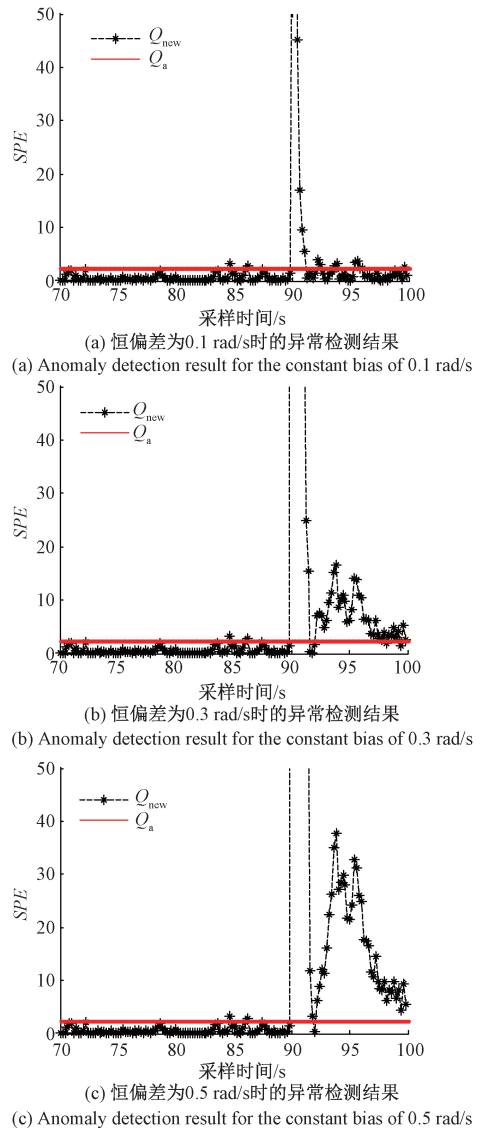 50
40
30
20
10
0
SPE
Qnew
Qa
70 75 80 85 90 95 100
采样时间/s
(a) 恒偏差为0.1 rad/s时的异常检测结果
(a) Anomaly detection result for the constant bias of 0.1 rad/s
50
40
30
20
10
0
SPE
Qnew
Qa
70 75 80 85 90 95 100
采样时间/s
(b) 恒偏差为0.3 rad/s时的异常检测结果
(b) Anomaly detection result for the constant bias of 0.3 rad/s
50
40
30
20
10
0
SPE
Qnew
Qa
70 75 80 85 90 95 100
采样时间/s
(c) 恒偏差为0.5 rad/s时的异常检测结果
(c) Anomaly detection result for the constant bias of 0.5 rad/s